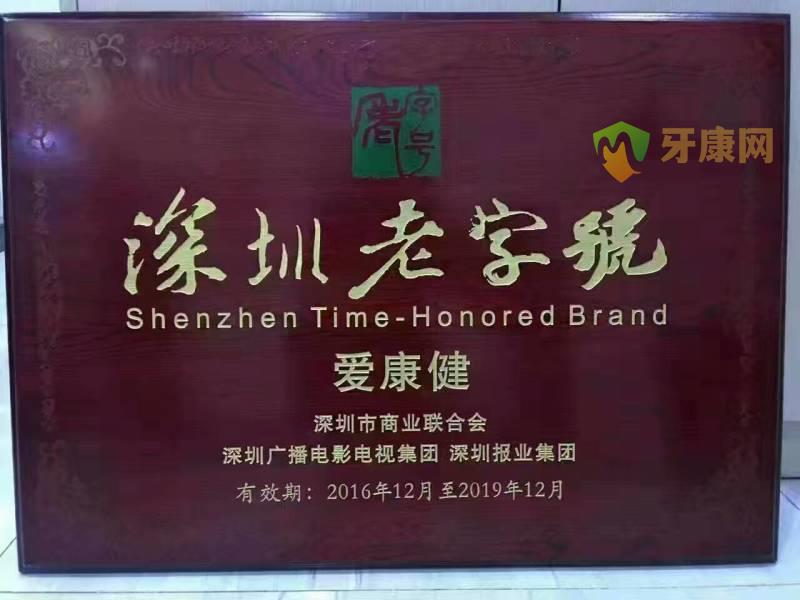 老字号
牙康网
深圳老字號
Shenzhen Time-Honored Brand
爱康健
深圳市商业联合会
深圳广播电影电视集团 深圳报业集团
有效期：2016年12月至2019年12月